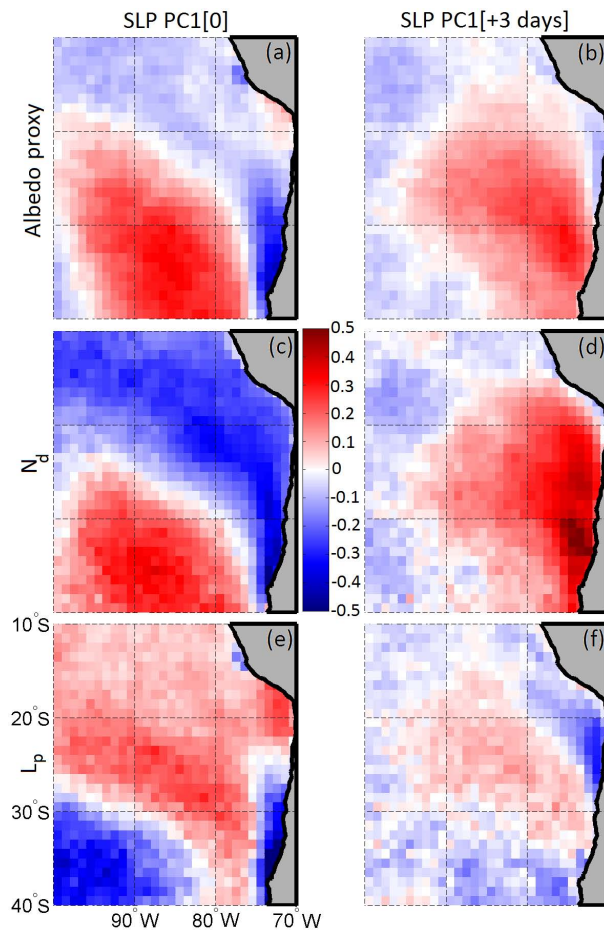 SLP PC1[0]
SLP PC1[+3 days]
(a)
(b)
Albedo proxy
(c)
(d)
N_d
0.5
0.4
0.3
0.2
0.1
0
-0.1
-0.2
-0.3
-0.4
-0.5
(e)
(f)
L_p
10°S
20°S
30°S
40°S
90°W
80°W
70°W